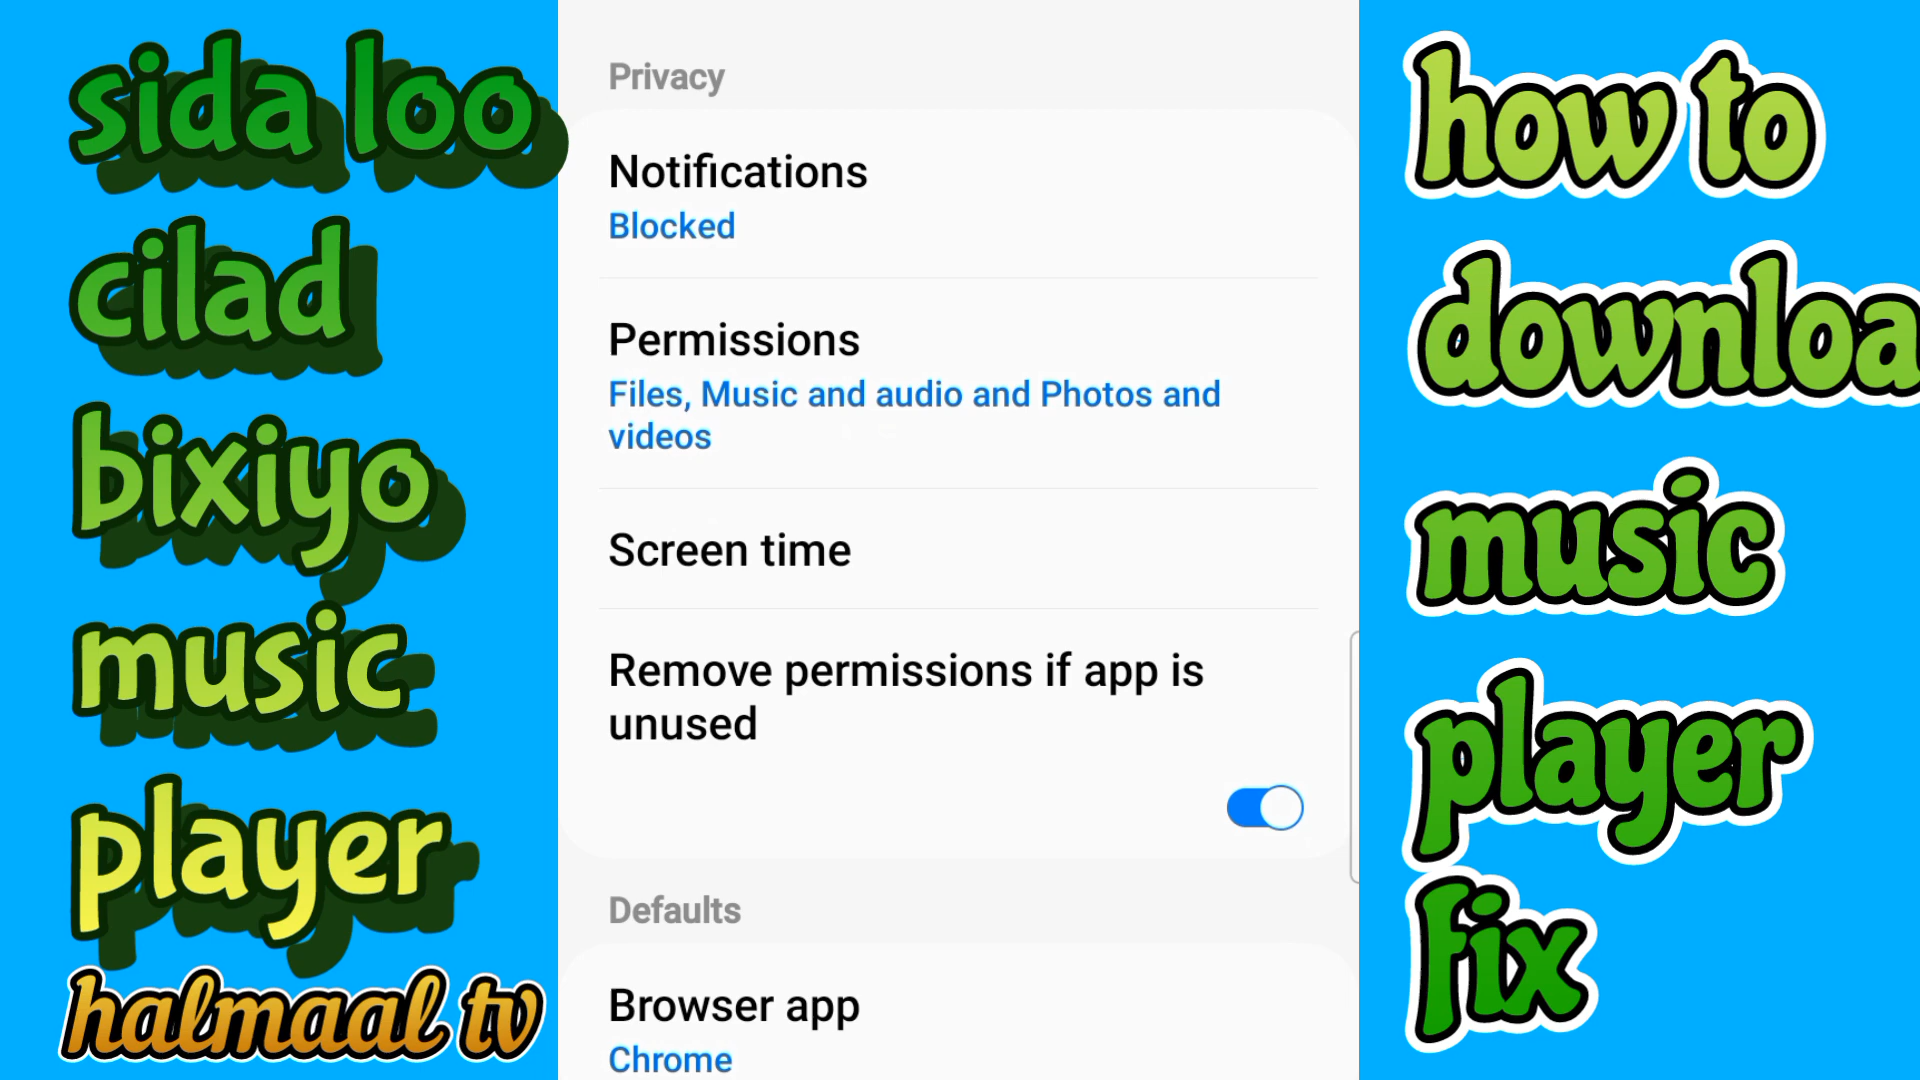 sida loo
cilad
bixiyo
music
player
halmaal tv
Privacy
Notifications
Blocked
Permissions
Files, Music and audio and Photos and
videos
Screen time
Remove permissions if app is
unused
Defaults
Browser app
Chrome
how to
downloa
music
player
fix